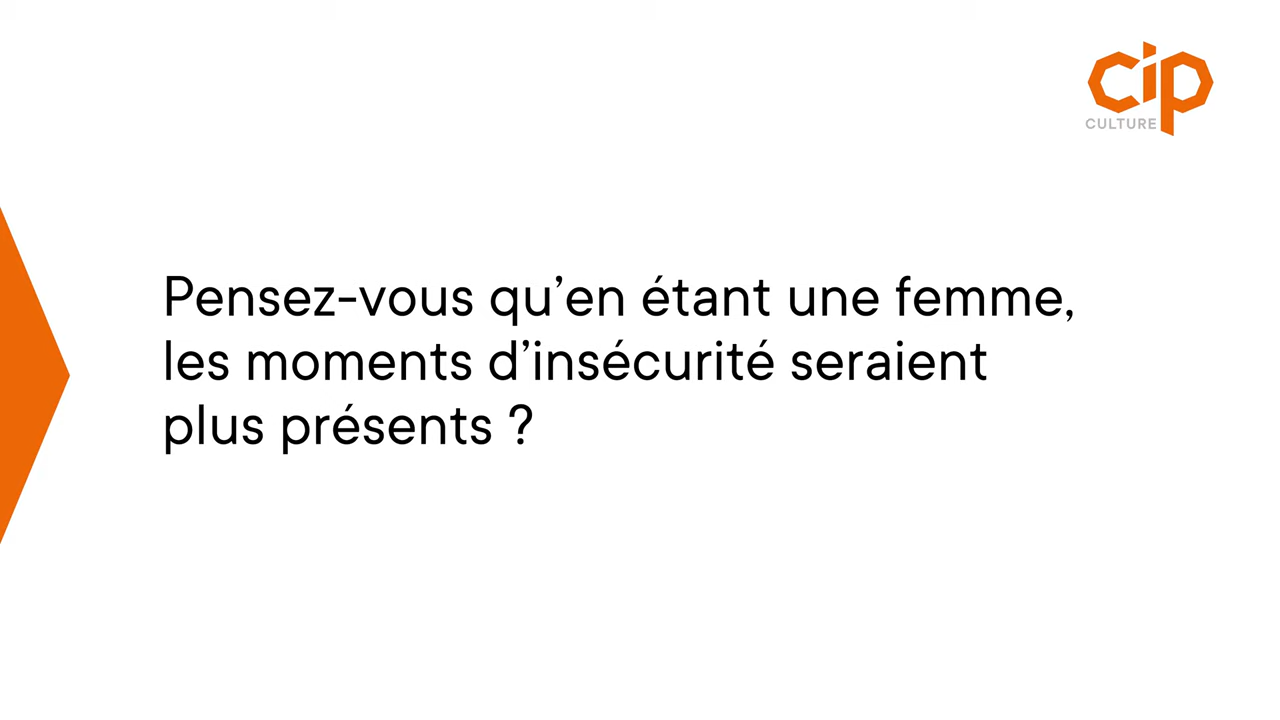 cip
CULTURE
Pensez-vous qu’en étant une femme,
les moments d’insécurité seraient
plus présents ?